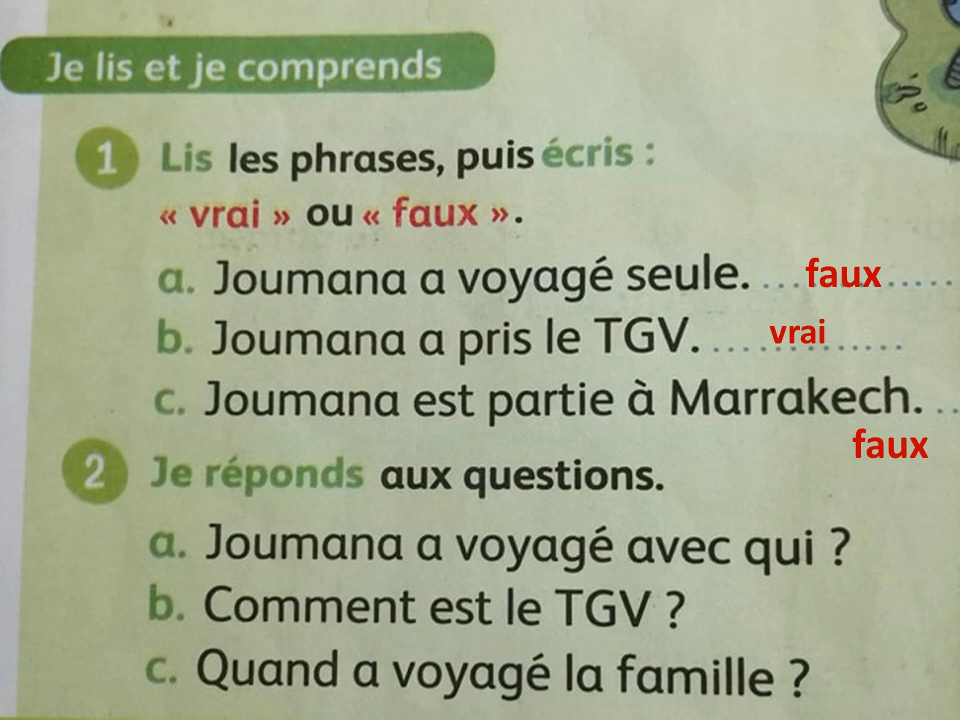 Je lis et je comprends
1 Lis les phrases, puis écris :
« vrai » ou « faux ».
a. Joumana a voyagé seule. ... faux .....
b. Joumana a pris le TGV. ... vrai ......
c. Joumana est partie à Marrakech. ..
faux
2 Je réponds aux questions.
a. Joumana a voyagé avec qui ?
b. Comment est le TGV ?
c. Quand a voyagé la famille ?